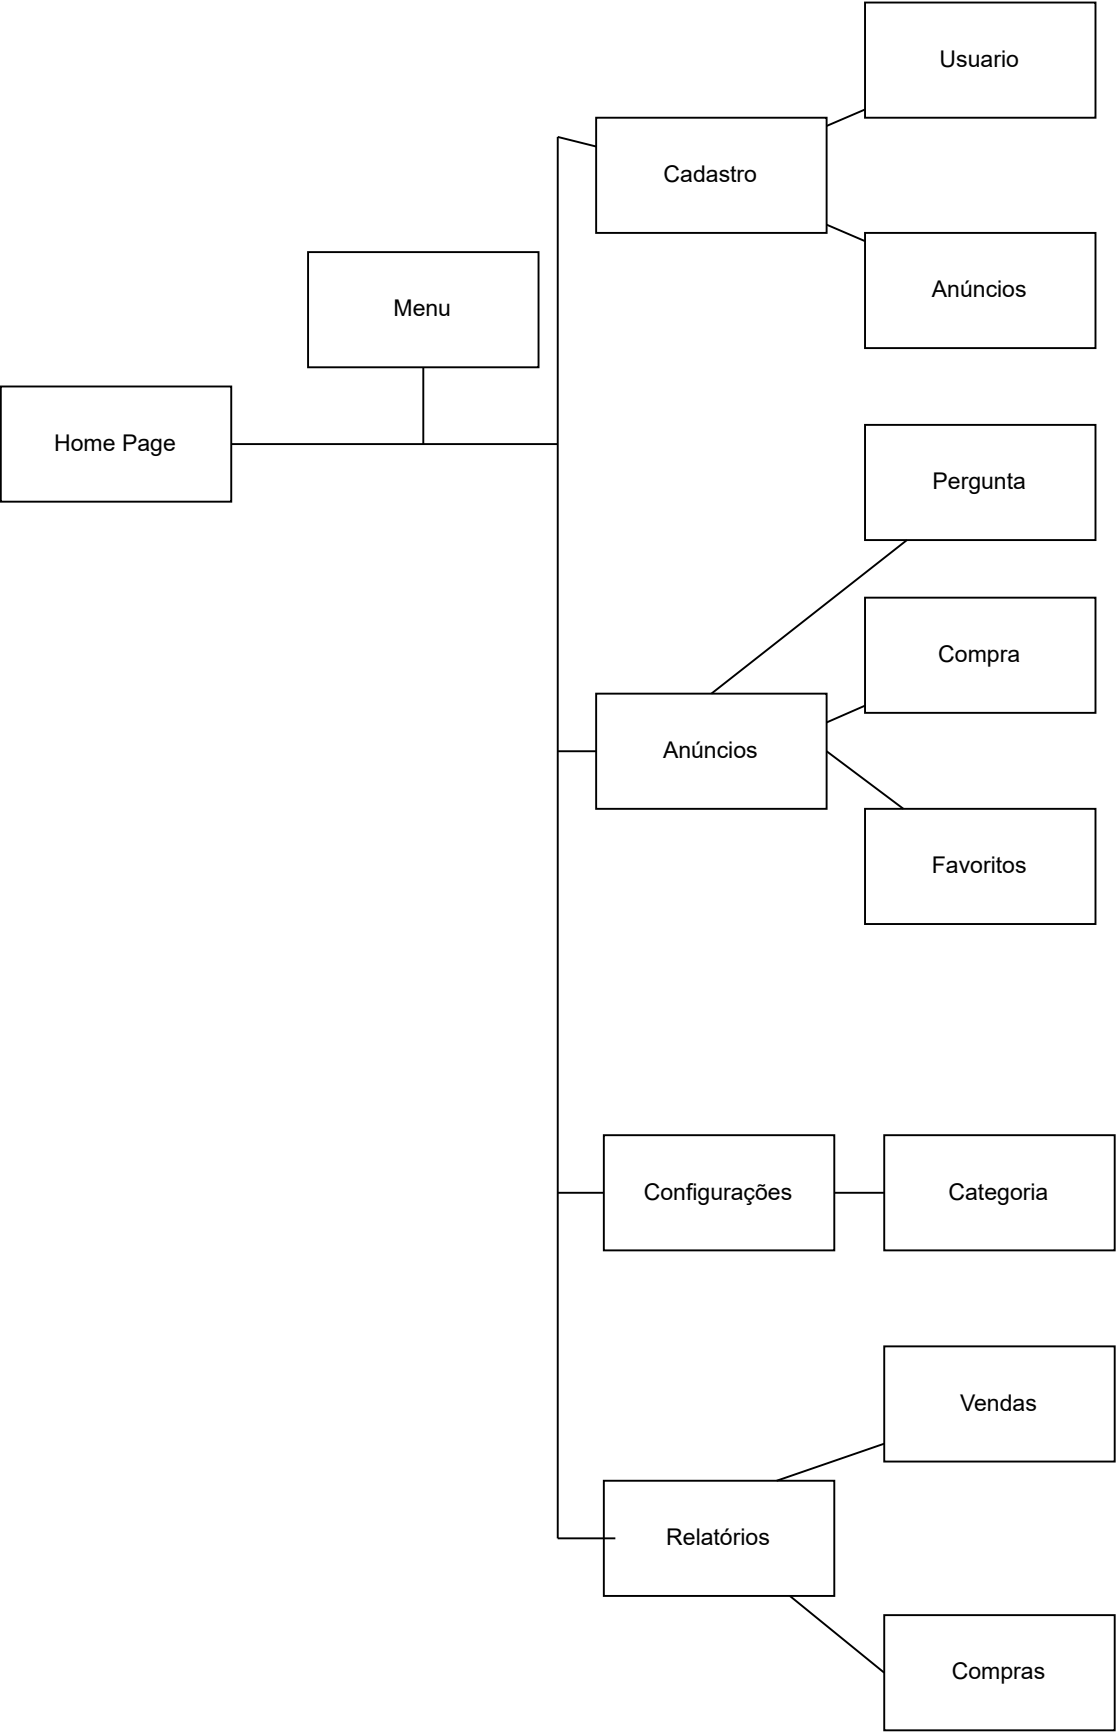 Usuario
Cadastro
Anúncios
Menu
Home Page
Pergunta
Compra
Anúncios
Favoritos
Configurações
Categoria
Vendas
Relatórios
Compras